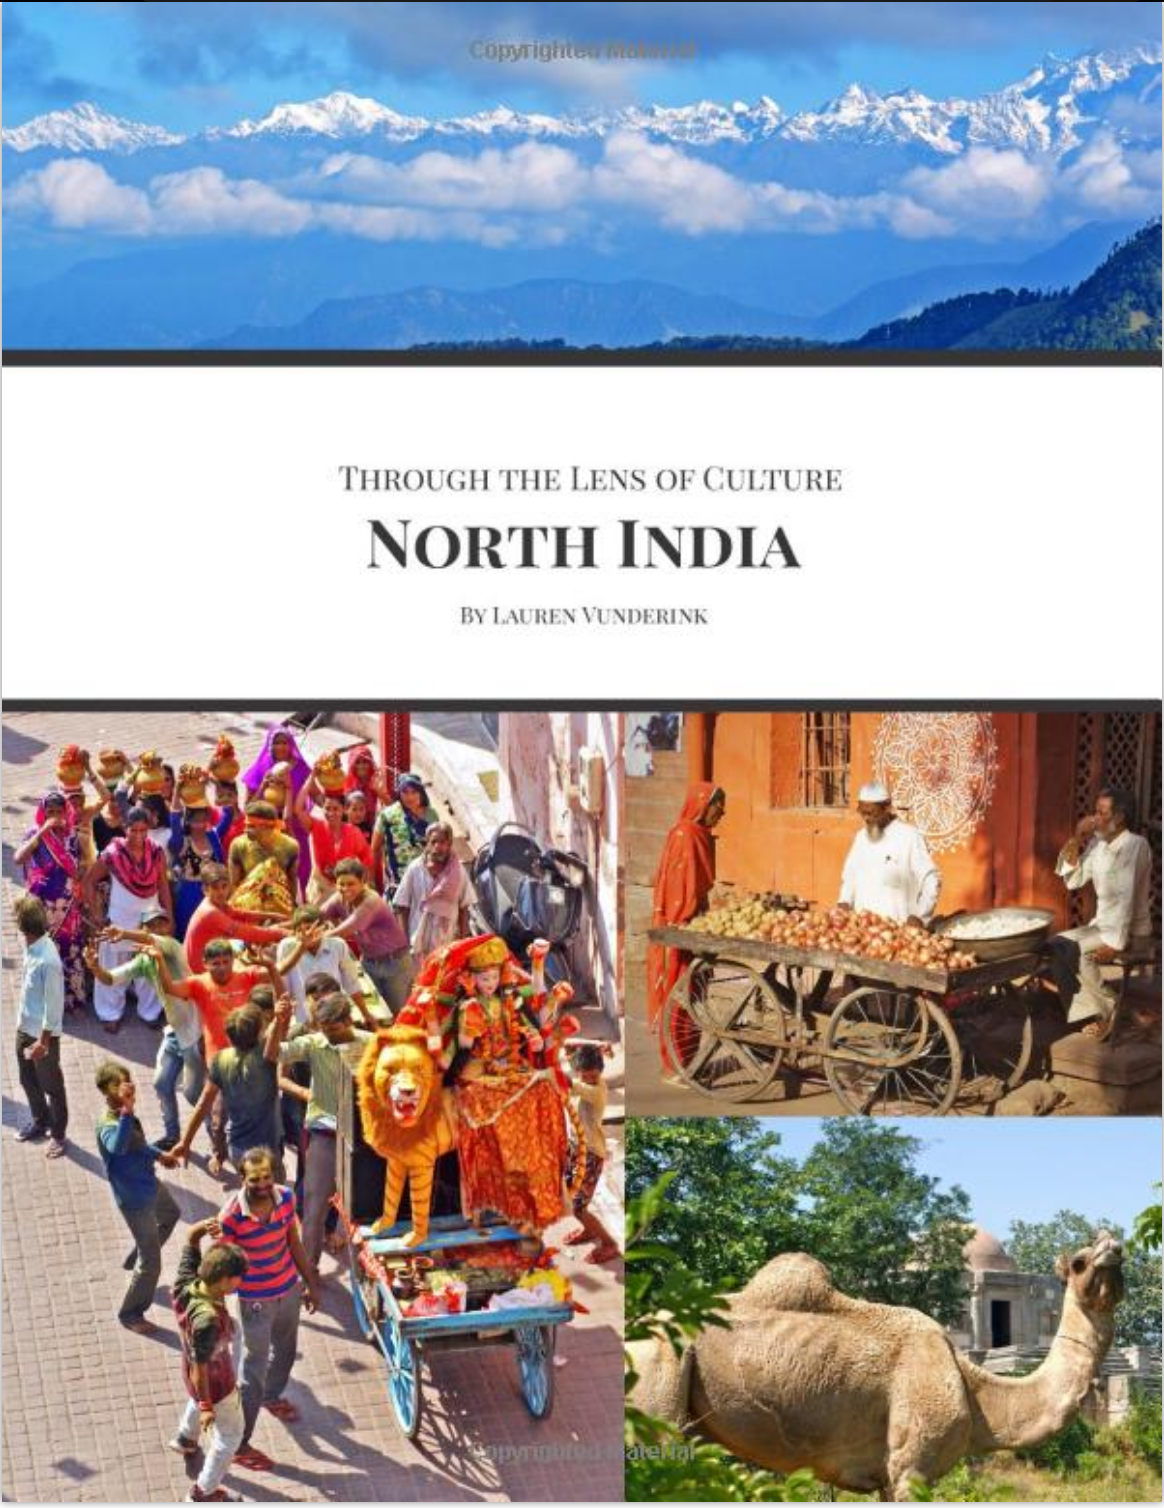 Copyrighted Material
Through the Lens of Culture
North India
By Lauren Vunderink
Copyrighted Material